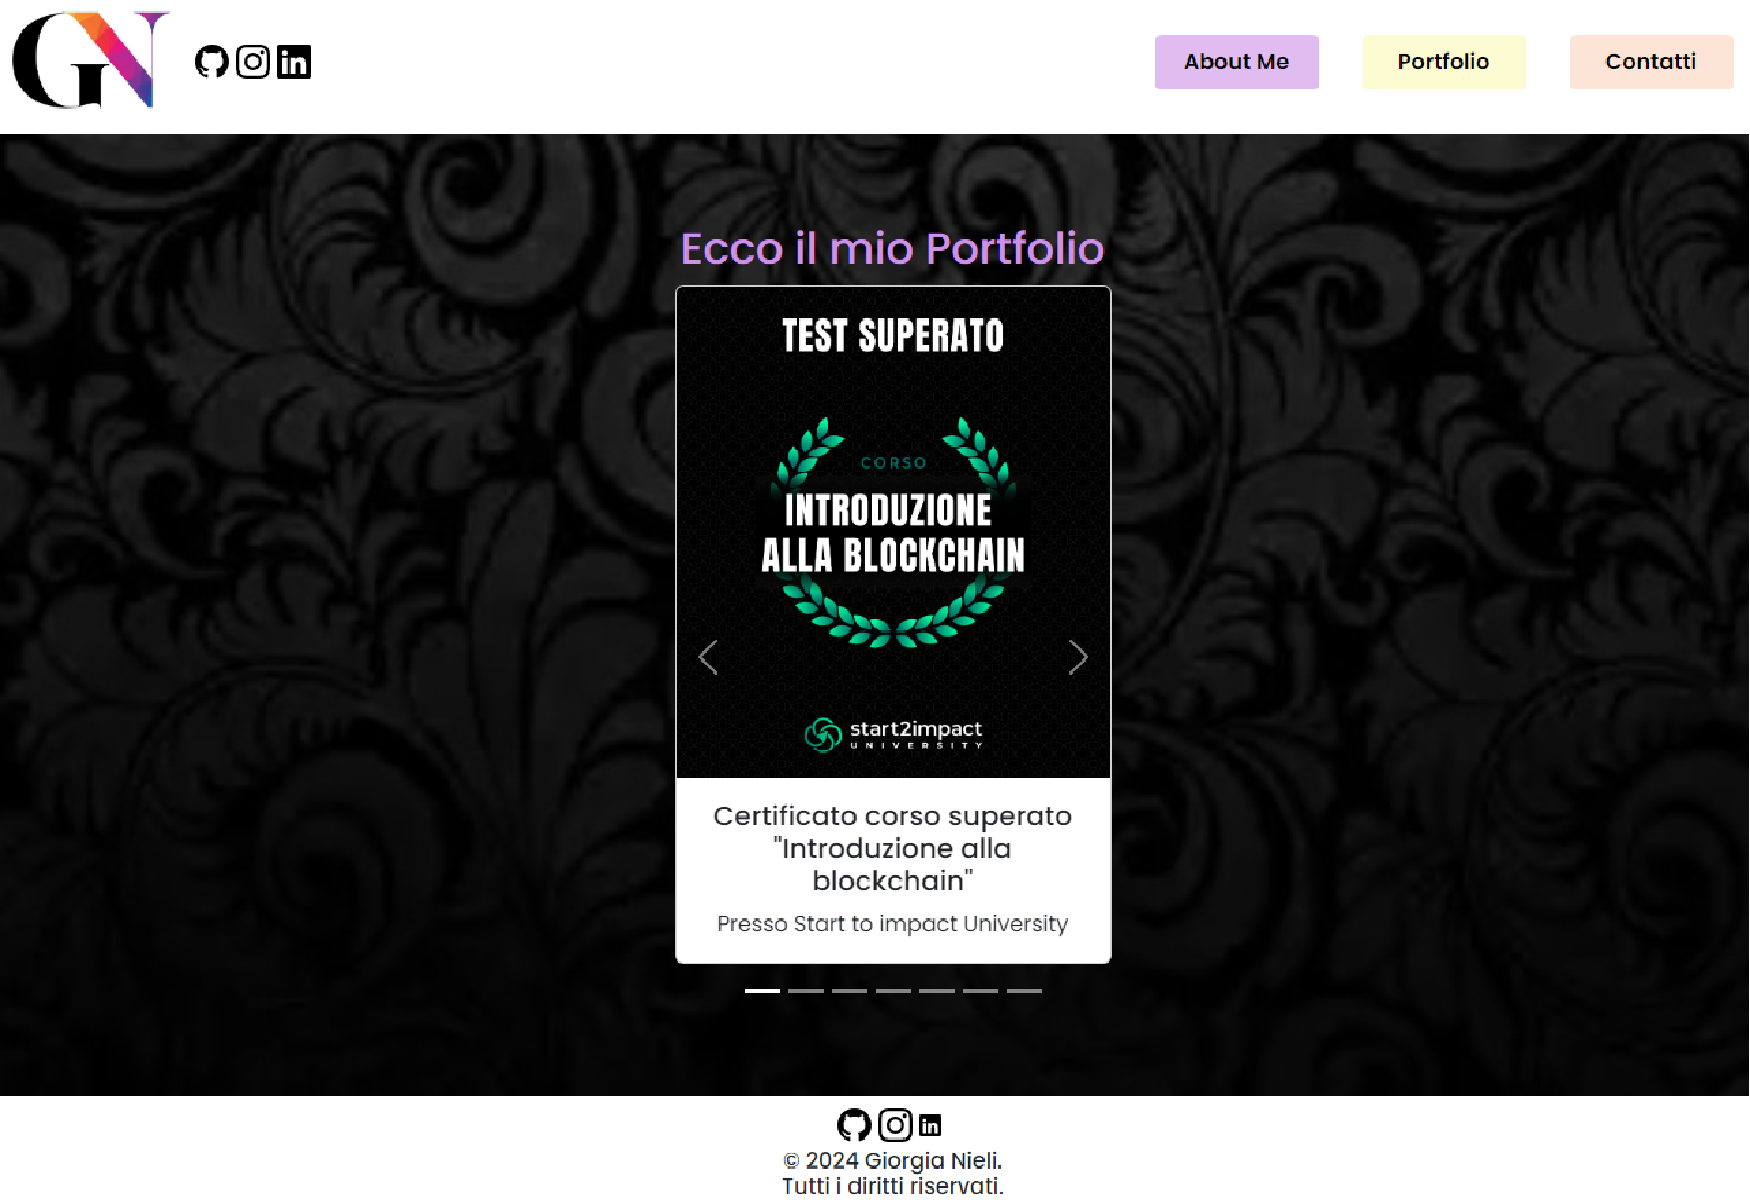 GN
About Me
Portfolio
Contatti
Ecco il mio Portfolio
TEST SUPERATO
CORSO
INTRODUZIONE
ALLA BLOCKCHAIN
start2impact
UNIVERSITY
Certificato corso superato
"Introduzione alla
blockchain"
Presso Start to impact University
© 2024 Giorgia Nieli.
Tutti i diritti riservati.